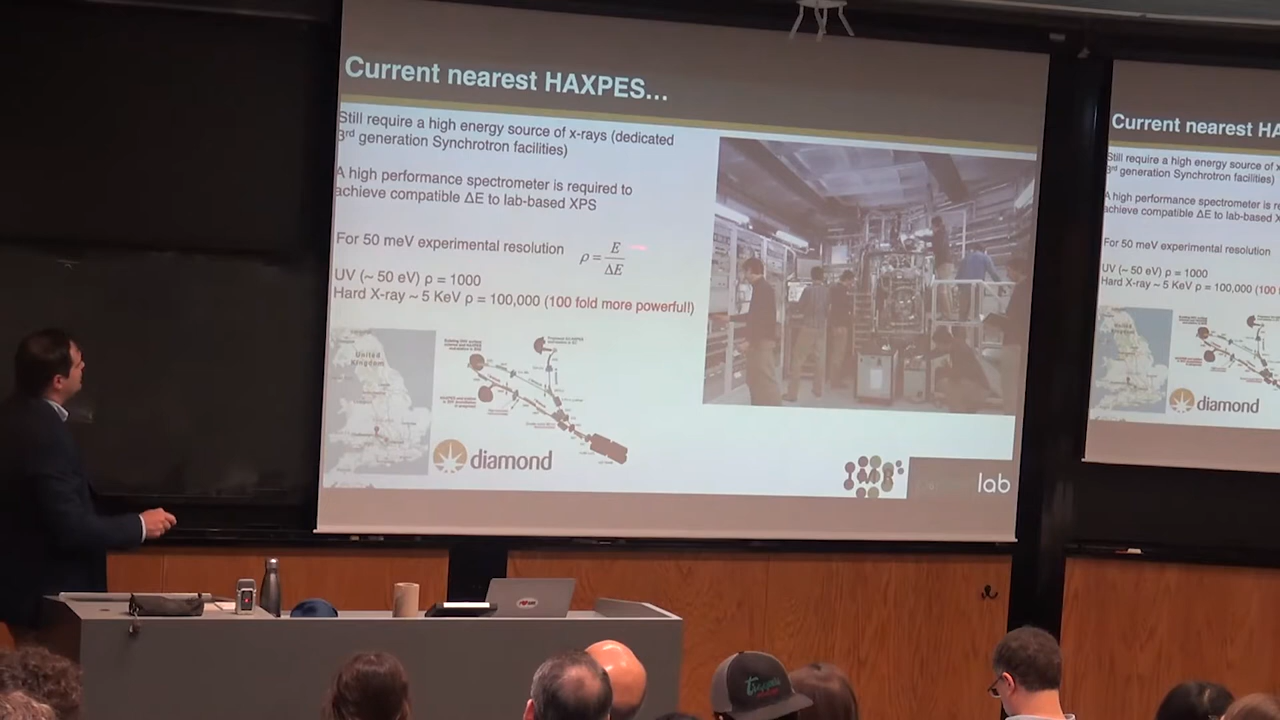 Current nearest HAXPES...
Still require a high energy source of x-rays (dedicated
3rd generation Synchrotron facilities)
A high performance spectrometer is required to
achieve compatible ΔE to lab-based XPS
For 50 meV experimental resolution
ρ = E / ΔE
UV (~ 50 eV) ρ = 1000
Hard X-ray ~ 5 KeV ρ = 100,000 (100 fold more powerful!)
United
Kingdom
diamond
lab
Current nearest HA
Still require a high energy source of x
3rd generation Synchrotron facilities)
A high performance spectrometer is re
achieve compatible ΔE to lab-based X
For 50 meV experimental resolution
UV (~ 50 eV) ρ = 1000
Hard X-ray ~ 5 KeV ρ = 100,000 (100
diamond